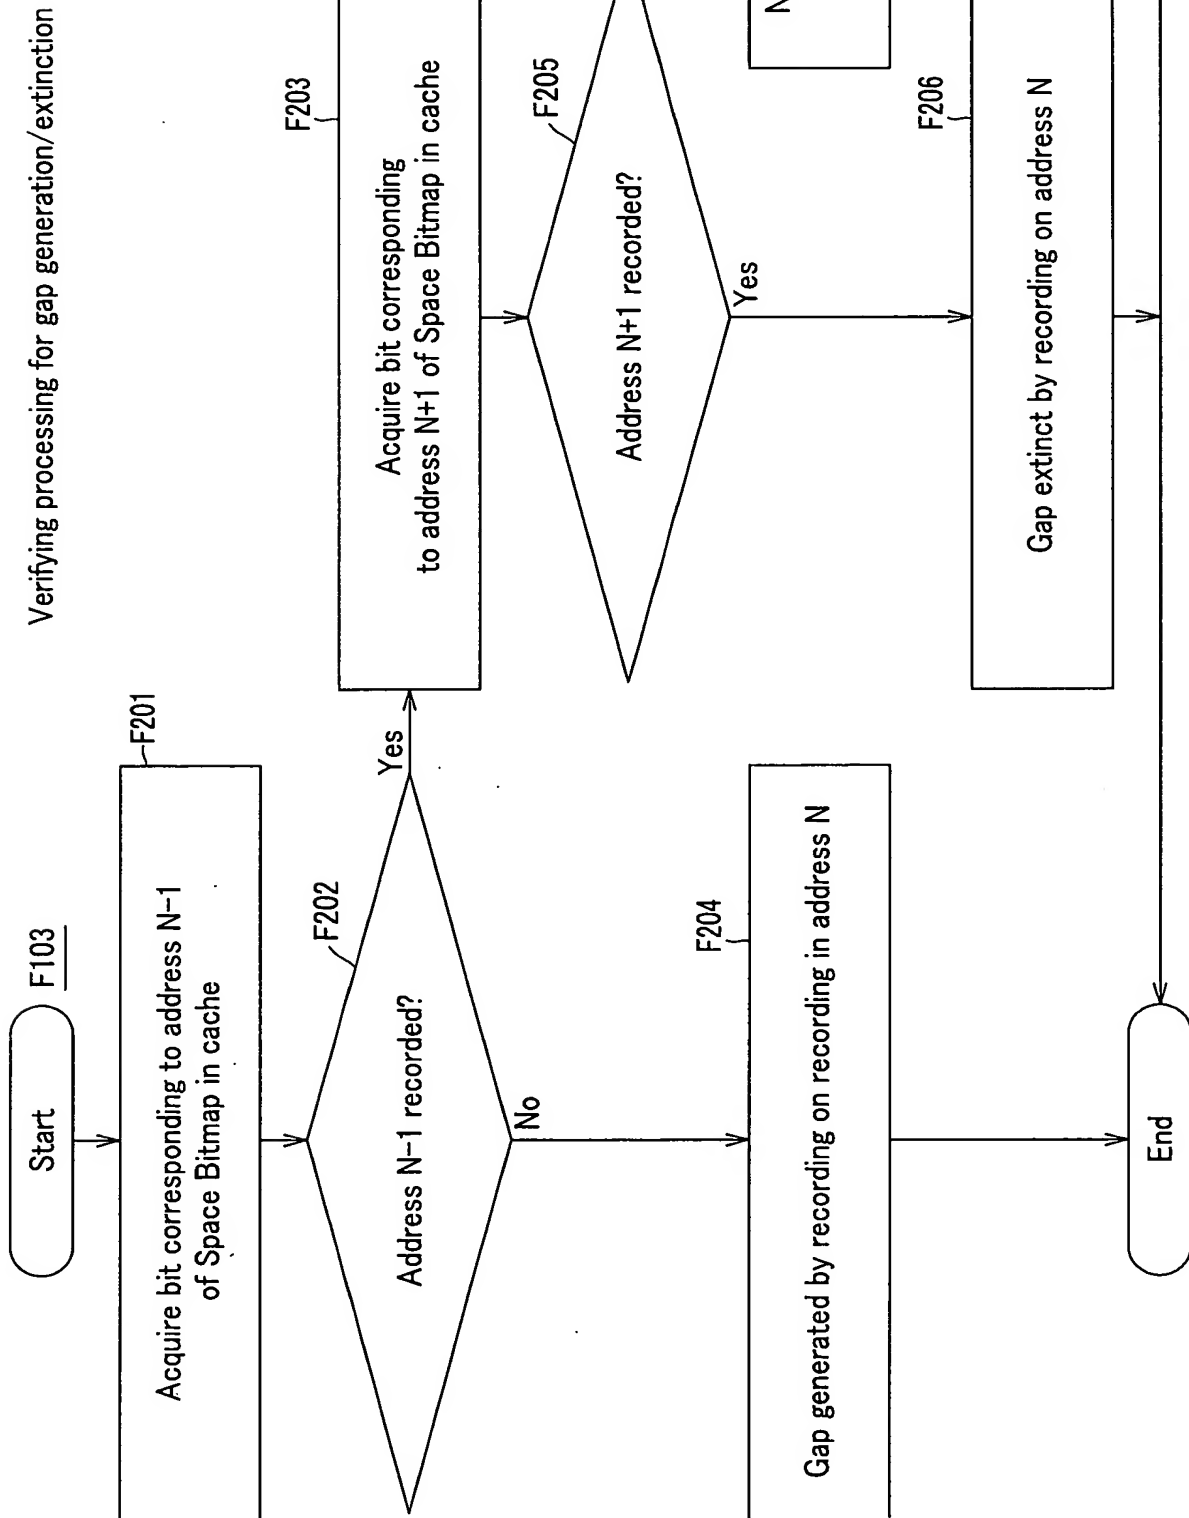 Verifying processing for gap generation/extinction
Start
F103
F201
Acquire bit corresponding to address N−1
of Space Bitmap in cache
F202
Address N−1 recorded?
Yes
No
F203
Acquire bit corresponding
to address N+1 of Space Bitmap in cache
F205
Address N+1 recorded?
Yes
F204
Gap generated by recording on recording in address N
F206
Gap extinct by recording on address N
N
End